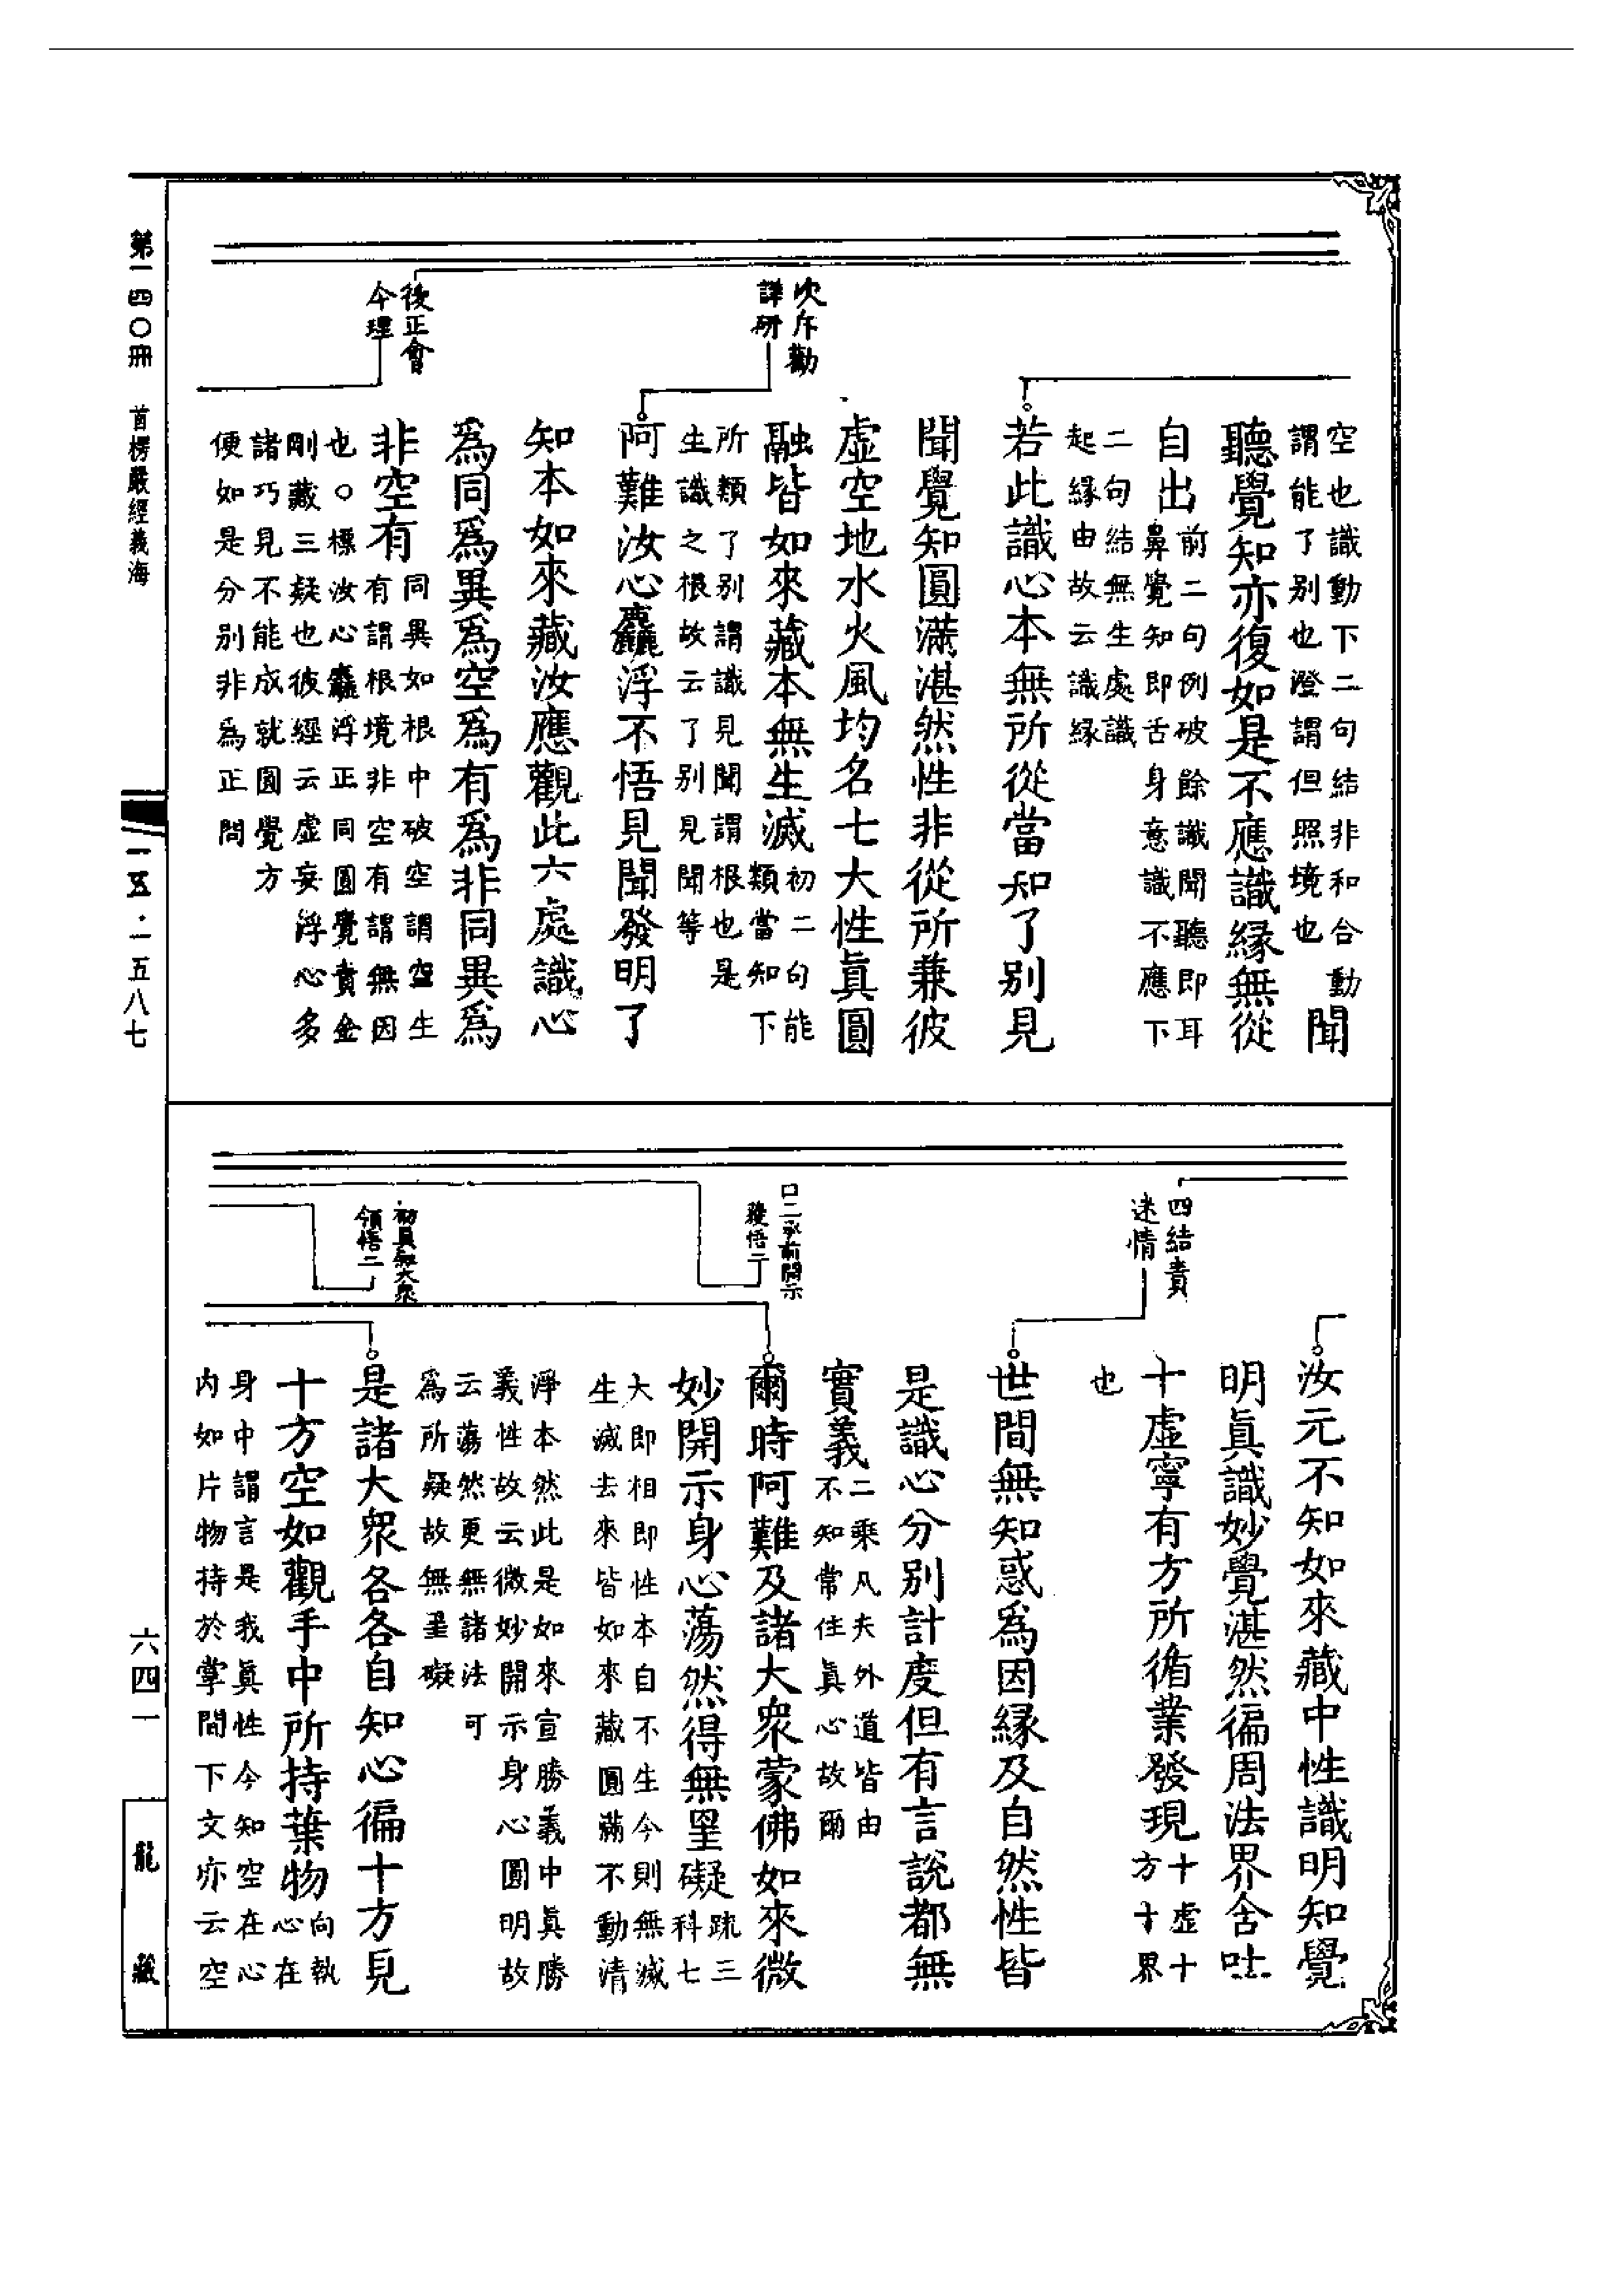 空也識動下二句結非和合動
謂能了別也澄謂但照境也
聞
聽覺知亦復如是不應識緣無從
自出
前二句例破餘識聞聽即耳
鼻覺知即舌身意識不應下
二句結無生處識
起緣由故云識緣
若此識心本無所從當知了別見
聞覺知圓滿湛然性非從所兼彼
虛空地水火風均名七大性眞圓
融皆如來藏本無生滅
初二句能
類當知下
所類了別謂識見聞謂根也是
生識之根故云了別見聞等
次斥勸
詳研
阿難汝心麤浮不悟見聞發明了
知本如來藏汝應觀此六處識心
爲同爲異爲空爲有爲非同異爲
非空有
同異如根中破空謂空生
有謂根境非空有謂無因
也○標汝心麤浮正同圓覺責金
剛藏三疑也彼經云虛妄浮心多
諸巧見不能成就圓覺方
便如是分別非爲正問
後正會
今理
汝元不知如來藏中性識明知覺
明眞識妙覺湛然徧周法界含吐
十虛寧有方所循業發現
十虛十
方十界
也
四結責
迷情
世間無知惑爲因緣及自然性皆
是識心分別計度但有言說都無
實義
二乘凡夫外道皆由
不知常住眞心故爾
口二承前開示
獲悟二
爾時阿難及諸大衆蒙佛如來微
妙開示身心蕩然得無罣礙
疏三
科七
大即相即性本自不生今則無滅
生滅去來皆如來藏圓滿不動清
淨本然此是如來宣勝義中眞勝
義性故云微妙開示身心圓明故
云蕩然更無諸法可
爲所疑故無罣礙
初具敘大衆
領悟二
是諸大衆各各自知心徧十方見
十方空如觀手中所持葉物
向執
心在
身中謂言是我眞性今知空在心
內如片物持於掌間下文亦云空
第一四〇冊 首楞嚴經義海
一五五·一五八七
六四一
龍藏